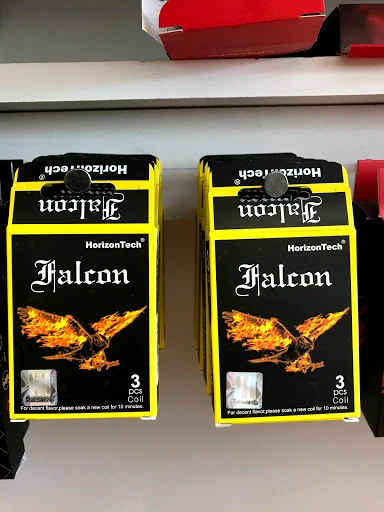 HorizonTech®
Falcon
HorizonTech®
Falcon
3
pcs
Coil
For decent flavor,please soak a new coil for 10 minutes.
HorizonTech®
Falcon
HorizonTech®
Falcon
3
pcs
Coil
For decent flavor,please soak a new coil for 10 minutes.